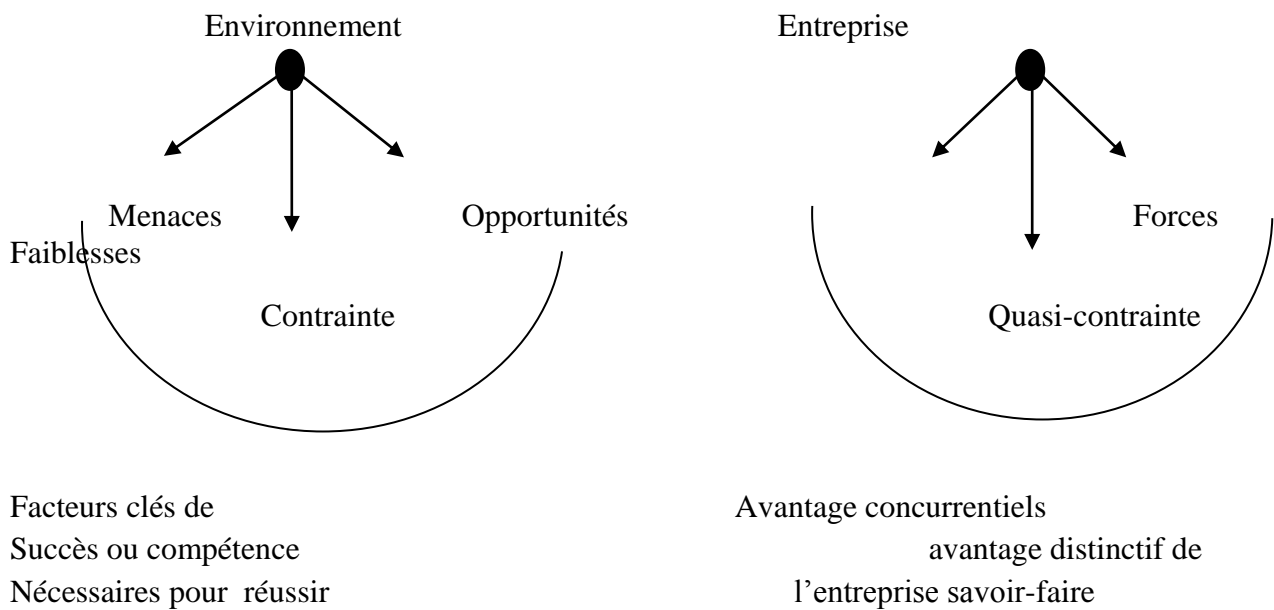 Environnement Entreprise
Menaces Opportunités Forces
Faiblesses
Contrainte Quasi-contrainte
Facteurs clés de Avantage concurrentiels
Succès ou compétence avantage distinctif de
Nécessaires pour réussir l’entreprise savoir-faire